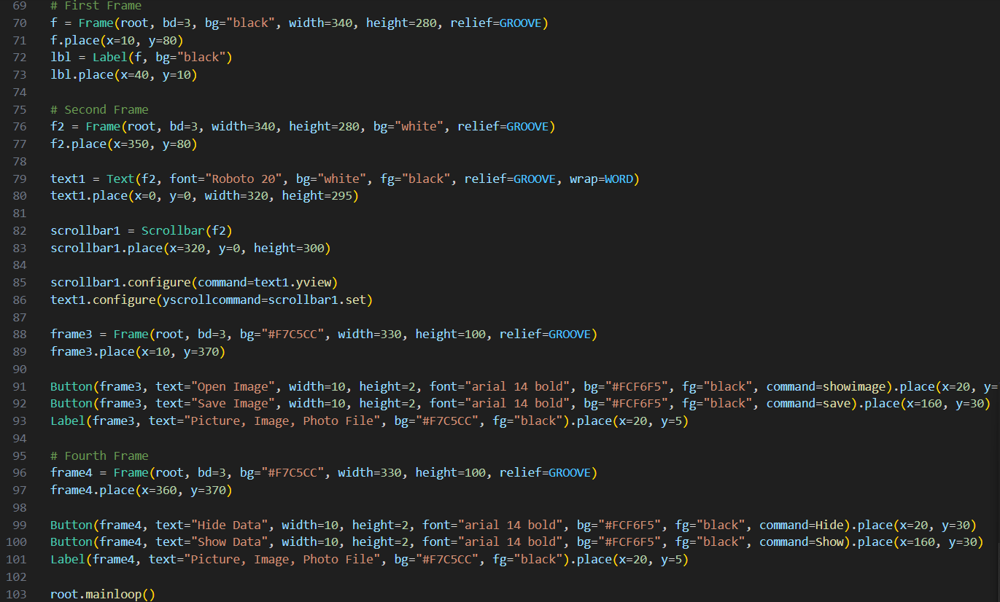 69 # First Frame
70 f = Frame(root, bd=3, bg="black", width=340, height=280, relief=GROOVE)
71 f.place(x=10, y=80)
72 lbl = Label(f, bg="black")
73 lbl.place(x=40, y=10)
74
75 # Second Frame
76 f2 = Frame(root, bd=3, width=340, height=280, bg="white", relief=GROOVE)
77 f2.place(x=350, y=80)
78
79 text1 = Text(f2, font="Roboto 20", bg="white", fg="black", relief=GROOVE, wrap=WORD)
80 text1.place(x=0, y=0, width=320, height=295)
81
82 scrollbar1 = Scrollbar(f2)
83 scrollbar1.place(x=320, y=0, height=300)
84
85 scrollbar1.configure(command=text1.yview)
86 text1.configure(yscrollcommand=scrollbar1.set)
87
88 frame3 = Frame(root, bd=3, bg="#F7C5CC", width=330, height=100, relief=GROOVE)
89 frame3.place(x=10, y=370)
90
91 Button(frame3, text="Open Image", width=10, height=2, font="arial 14 bold", bg="#FCF6F5", fg="black", command=showimage).place(x=20, y=
92 Button(frame3, text="Save Image", width=10, height=2, font="arial 14 bold", bg="#FCF6F5", fg="black", command=save).place(x=160, y=30)
93 Label(frame3, text="Picture, Image, Photo File", bg="#F7C5CC", fg="black").place(x=20, y=5)
94
95 # Fourth Frame
96 frame4 = Frame(root, bd=3, bg="#F7C5CC", width=330, height=100, relief=GROOVE)
97 frame4.place(x=360, y=370)
98
99 Button(frame4, text="Hide Data", width=10, height=2, font="arial 14 bold", bg="#FCF6F5", fg="black", command=Hide).place(x=20, y=30)
100 Button(frame4, text="Show Data", width=10, height=2, font="arial 14 bold", bg="#FCF6F5", fg="black", command=Show).place(x=160, y=30)
101 Label(frame4, text="Picture, Image, Photo File", bg="#F7C5CC", fg="black").place(x=20, y=5)
102
103 root.mainloop()